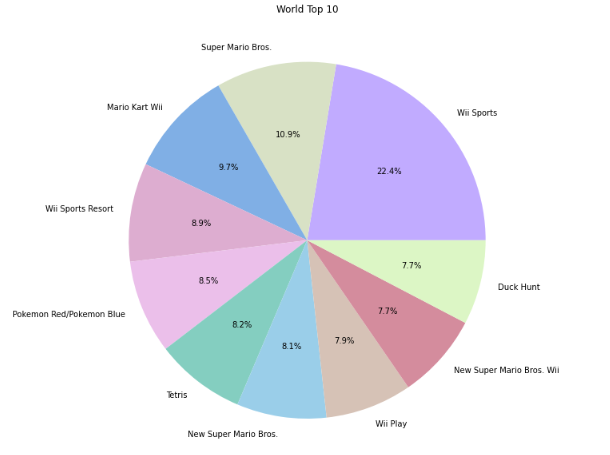 World Top 10
Super Mario Bros.
Wii Sports
Mario Kart Wii
Wii Sports Resort
Pokemon Red/Pokemon Blue
Tetris
New Super Mario Bros.
Wii Play
New Super Mario Bros. Wii
Duck Hunt
22.4%
10.9%
9.7%
8.9%
8.5%
8.2%
8.1%
7.9%
7.7%
7.7%